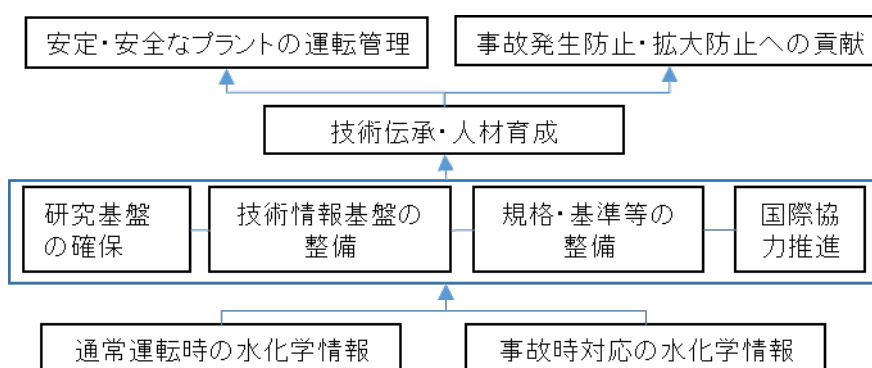 安定・安全なプラントの運転管理
事故発生防止・拡大防止への貢献
技術伝承・人材育成
研究基盤
の確保
技術情報基盤の
整備
規格・基準等の
整備
国際協
力推進
通常運転時の水化学情報
事故時対応の水化学情報